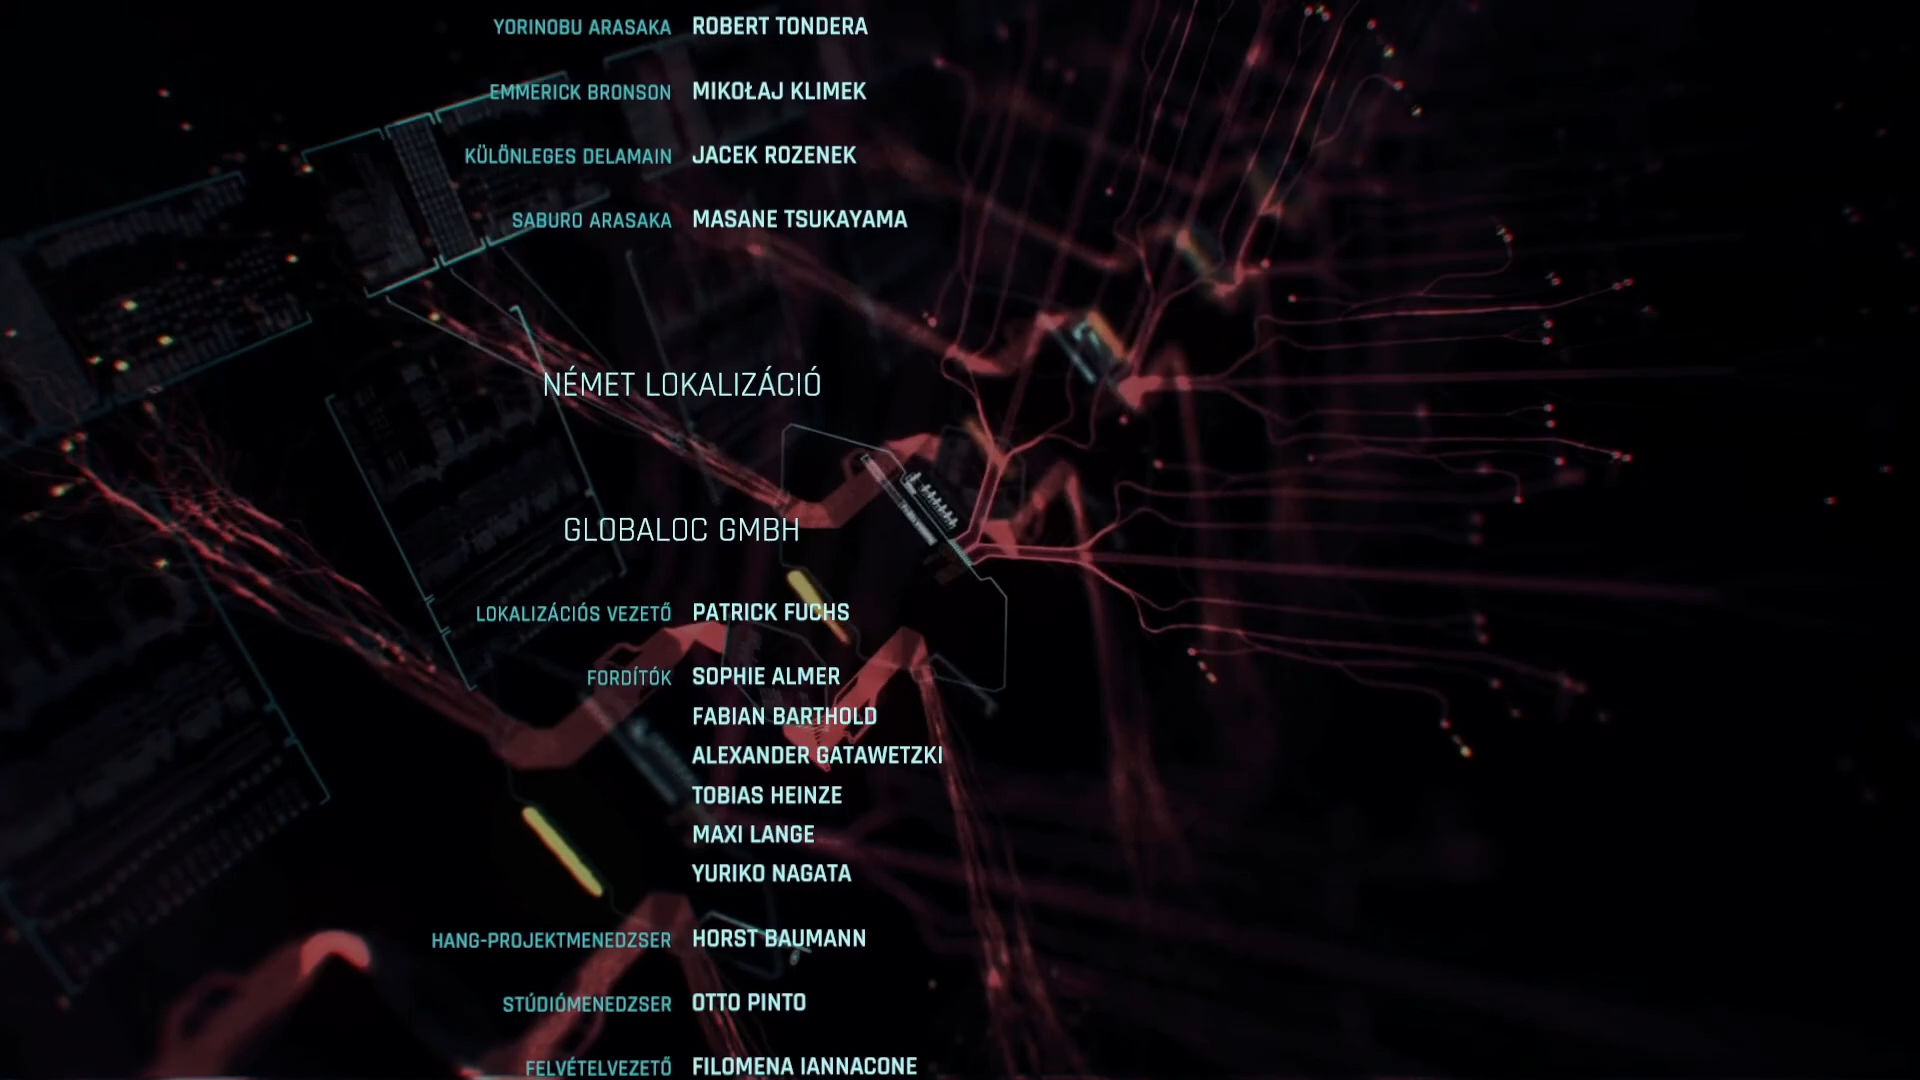 YORINOBU ARASAKA ROBERT TONDERA
EMMERICK BRONSON MIKOŁAJ KLIMEK
KÜLÖNLEGES DELAMAIN JACEK ROZENEK
SABURO ARASAKA MASANE TSUKAYAMA
NÉMET LOKALIZÁCIÓ
GLOBALOC GMBH
LOKALIZÁCIÓS VEZETŐ PATRICK FUCHS
FORDÍTÓK SOPHIE ALMER
FABIAN BARTHOLD
ALEXANDER GATAWETZKI
TOBIAS HEINZE
MAXI LANGE
YURIKO NAGATA
HANG-PROJEKTMENEDZSER HORST BAUMANN
STÚDIÓMENEDZSER OTTO PINTO
FELVÉTELVEZETŐ FILOMENA IANNACONE